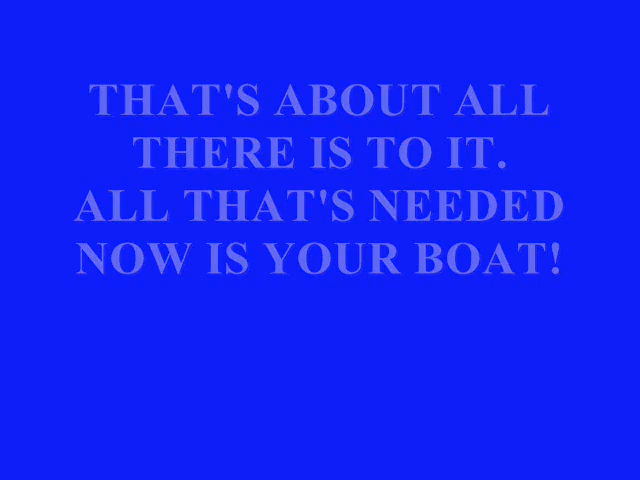 THAT'S ABOUT ALL
THERE IS TO IT.
ALL THAT'S NEEDED
NOW IS YOUR BOAT!